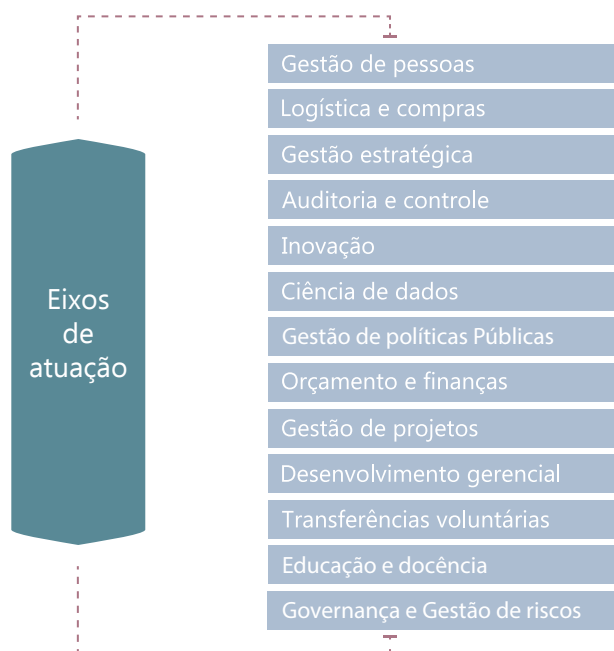 Eixos
de
atuação
Gestão de pessoas
Logística e compras
Gestão estratégica
Auditoria e controle
Inovação
Ciência de dados
Gestão de políticas Públicas
Orçamento e finanças
Gestão de projetos
Desenvolvimento gerencial
Transferências voluntárias
Educação e docência
Governança e Gestão de riscos